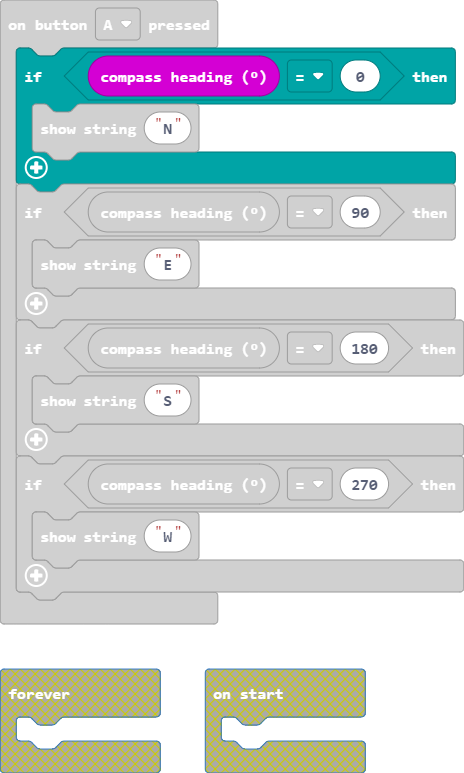 on button A pressed
if compass heading (°) = 0 then
show string "N"
if compass heading (°) = 90 then
show string "E"
if compass heading (°) = 180 then
show string "S"
if compass heading (°) = 270 then
show string "W"
forever
on start